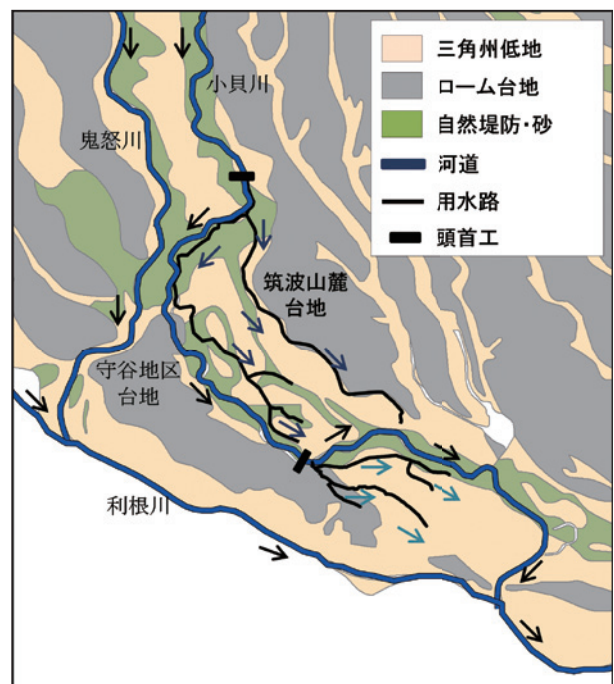 三角州低地
ローム台地
自然堤防・砂
河道
用水路
頭首工
小貝川
鬼怒川
筑波山麓
台地
守谷地区
台地
利根川